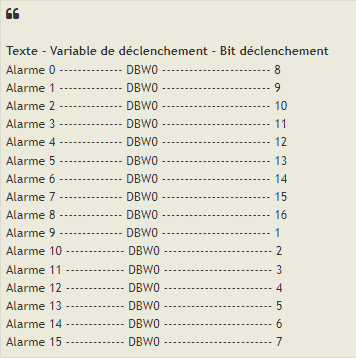 ❝
Texte - Variable de déclenchement - Bit déclenchement
Alarme 0 -------------- DBW0 ------------------------ 8
Alarme 1 -------------- DBW0 ------------------------ 9
Alarme 2 -------------- DBW0 ------------------------ 10
Alarme 3 -------------- DBW0 ------------------------ 11
Alarme 4 -------------- DBW0 ------------------------ 12
Alarme 5 -------------- DBW0 ------------------------ 13
Alarme 6 -------------- DBW0 ------------------------ 14
Alarme 7 -------------- DBW0 ------------------------ 15
Alarme 8 -------------- DBW0 ------------------------ 16
Alarme 9 -------------- DBW0 ------------------------ 1
Alarme 10 ------------- DBW0 ------------------------ 2
Alarme 11 ------------- DBW0 ------------------------ 3
Alarme 12 ------------- DBW0 ------------------------ 4
Alarme 13 ------------- DBW0 ------------------------ 5
Alarme 14 ------------- DBW0 ------------------------ 6
Alarme 15 ------------- DBW0 ------------------------ 7